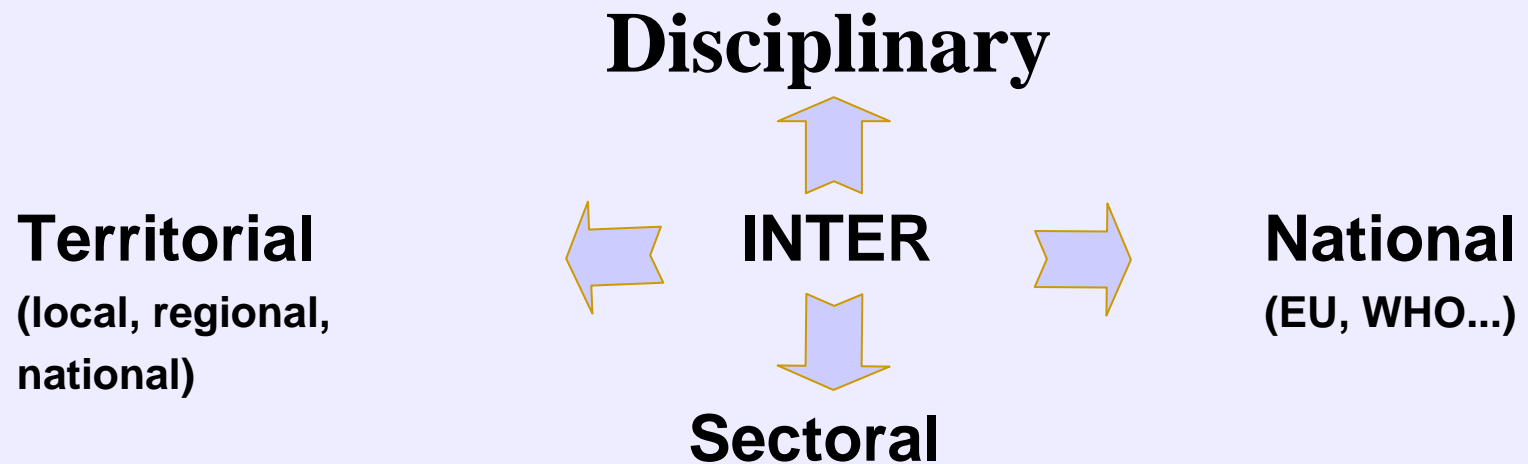 Disciplinary
Territorial
(local, regional,
national)
INTER
National
(EU, WHO...)
Sectoral